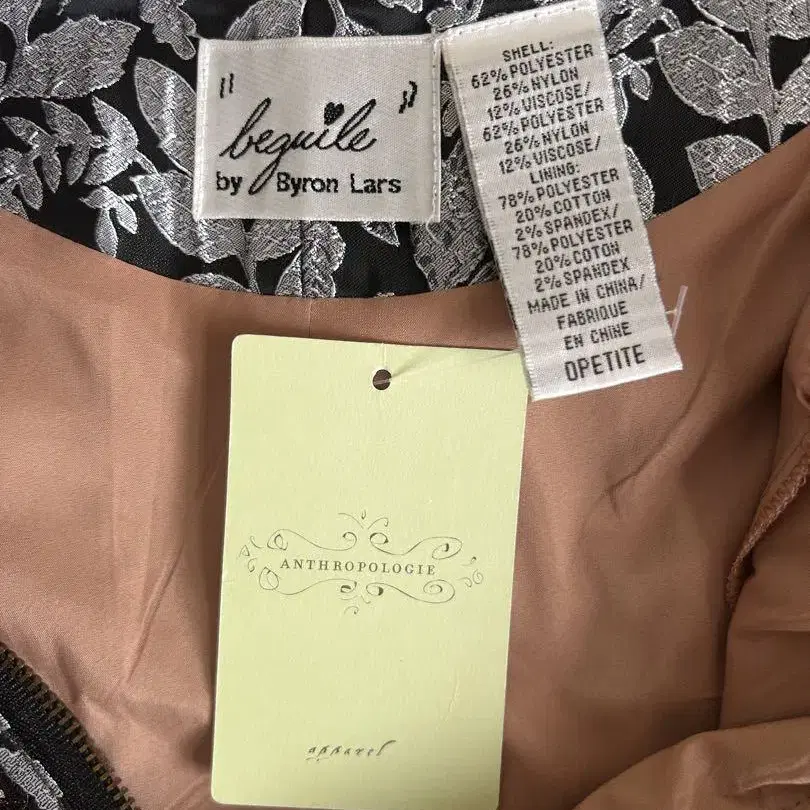 "beguile"
by Byron Lars
SHELL:
62% POLYESTER
26% NYLON
12% VISCOSE/
62% POLYESTER
26% NYLON
12% VISCOSE/
LINING:
78% POLYESTER
20% COTTON
2% SPANDEX/
78% POLYESTER
20% COTON
2% SPANDEX
MADE IN CHINA/
FABRIQUE
EN CHINE
0PETITE
ANTHROPOLOGIE
apparel